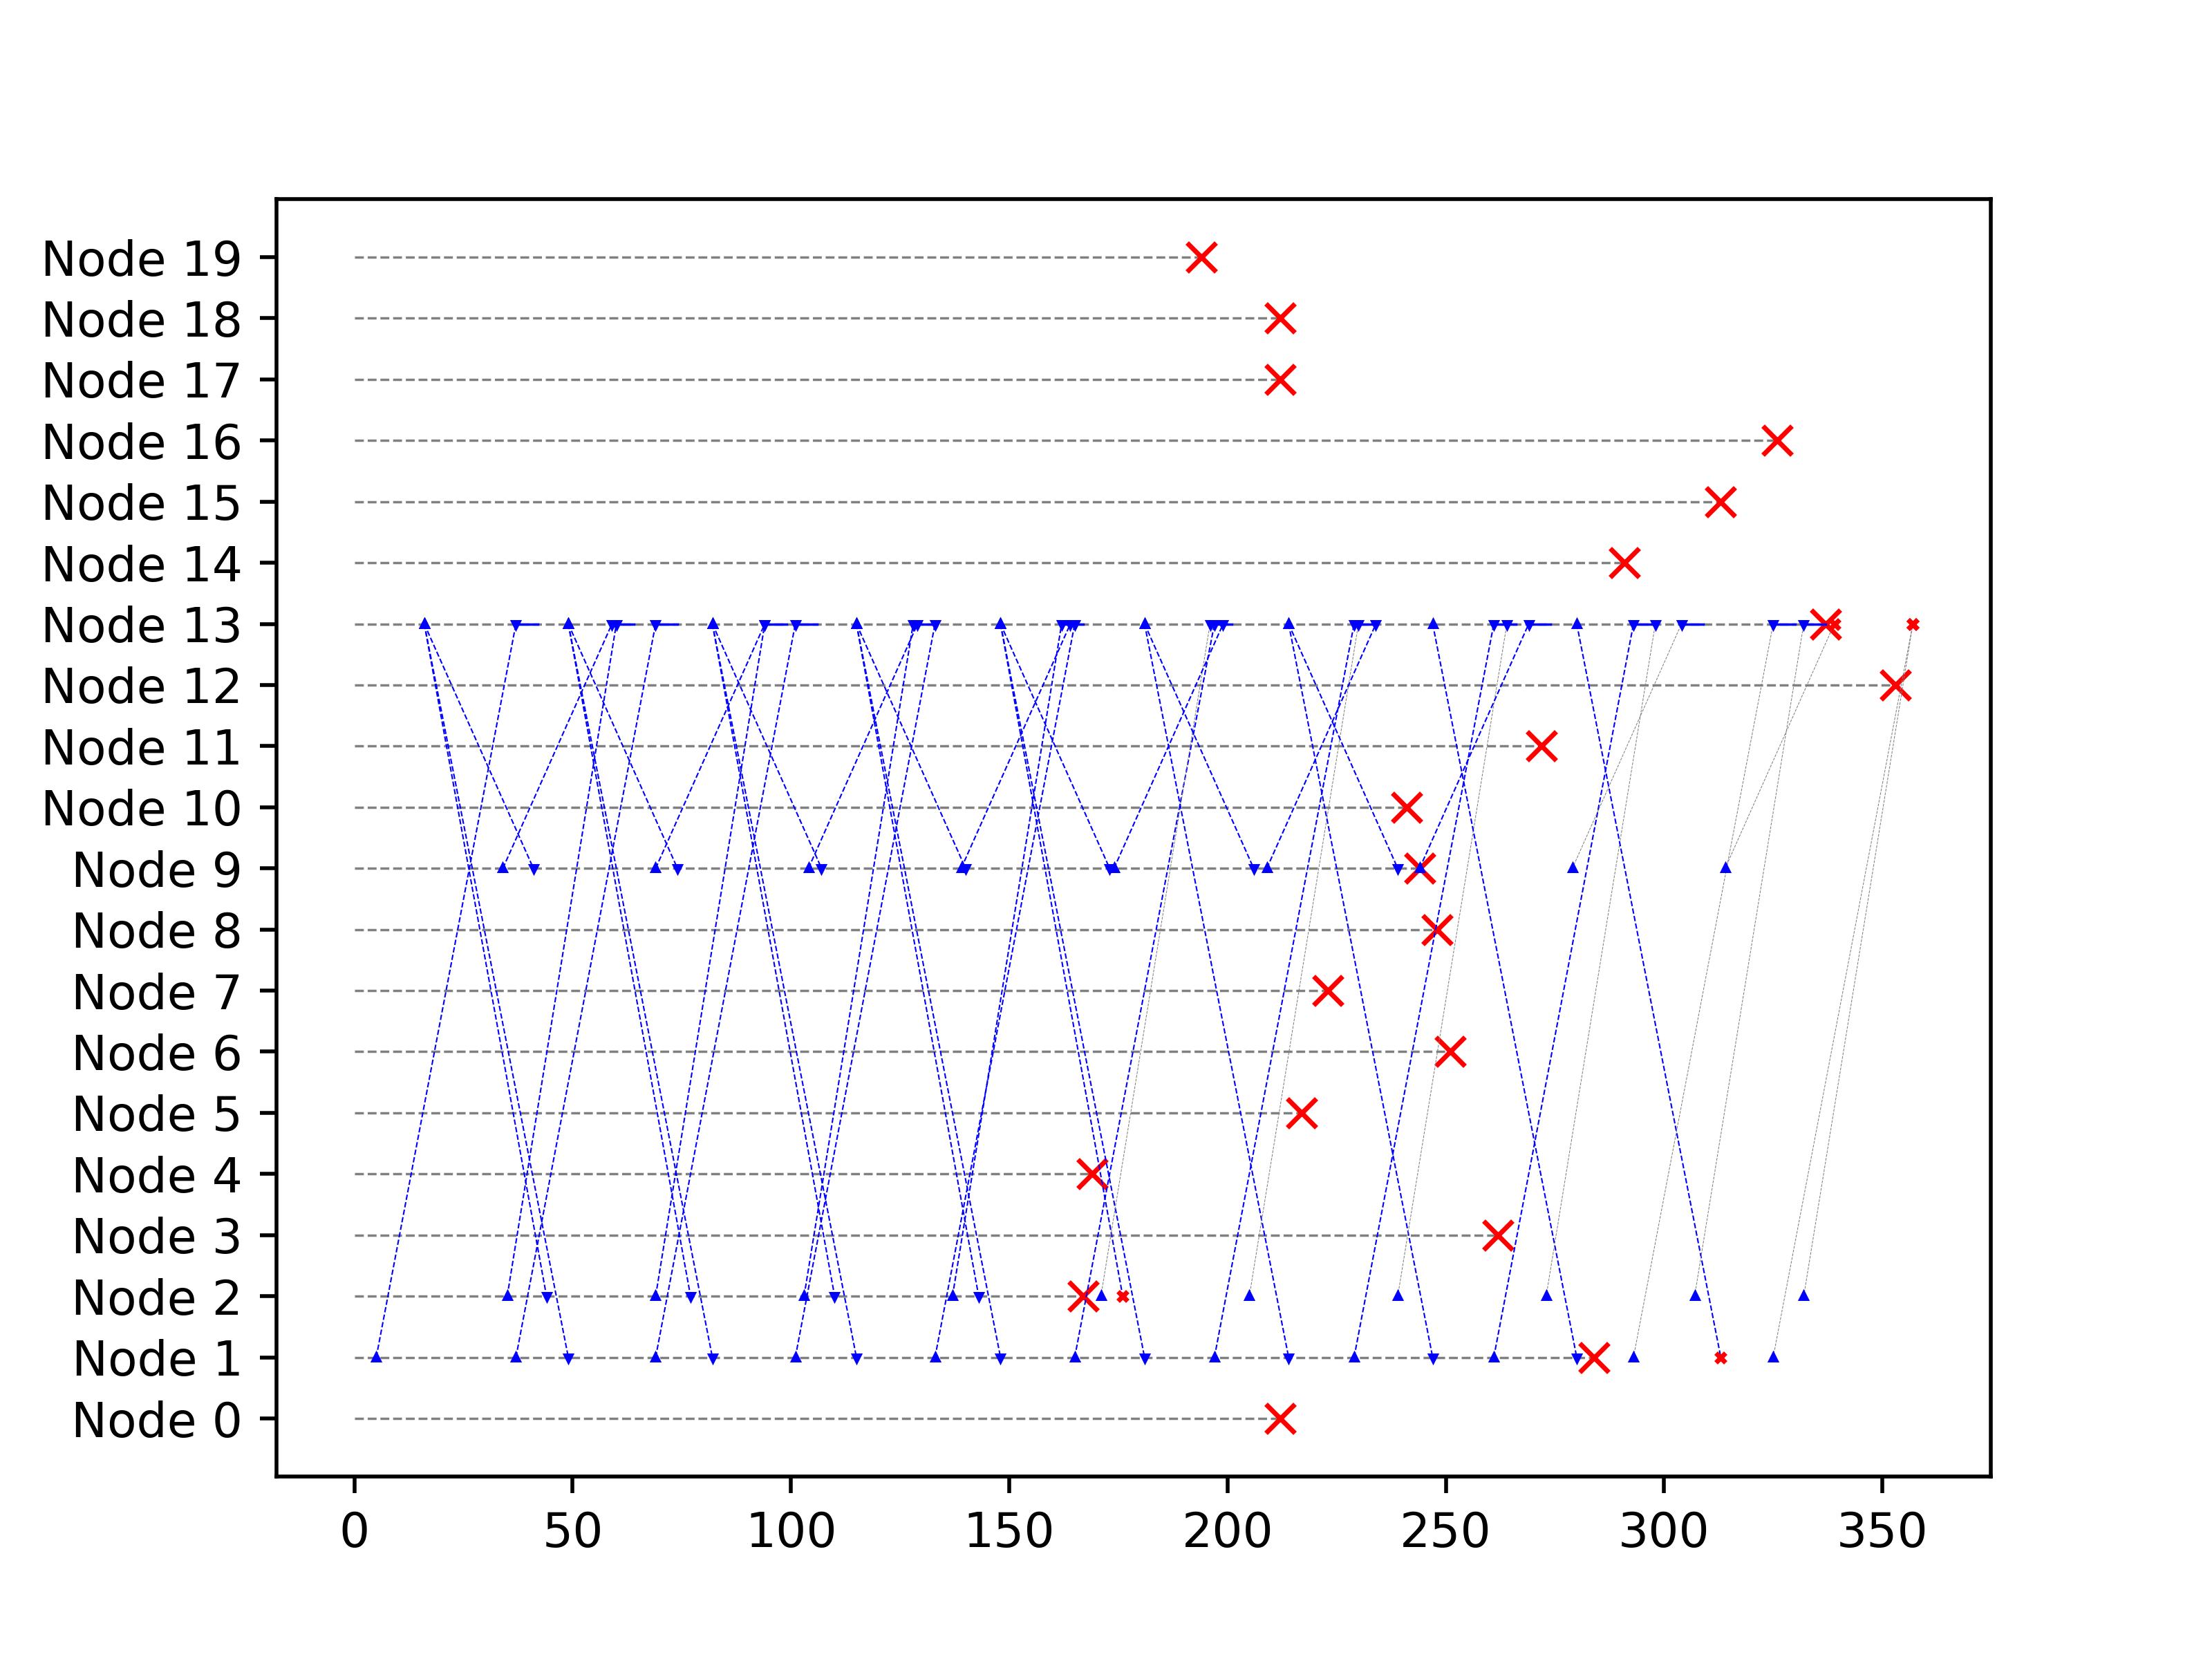 Node 19
Node 18
Node 17
Node 16
Node 15
Node 14
Node 13
Node 12
Node 11
Node 10
Node 9
Node 8
Node 7
Node 6
Node 5
Node 4
Node 3
Node 2
Node 1
Node 0
0 50 100 150 200 250 300 350